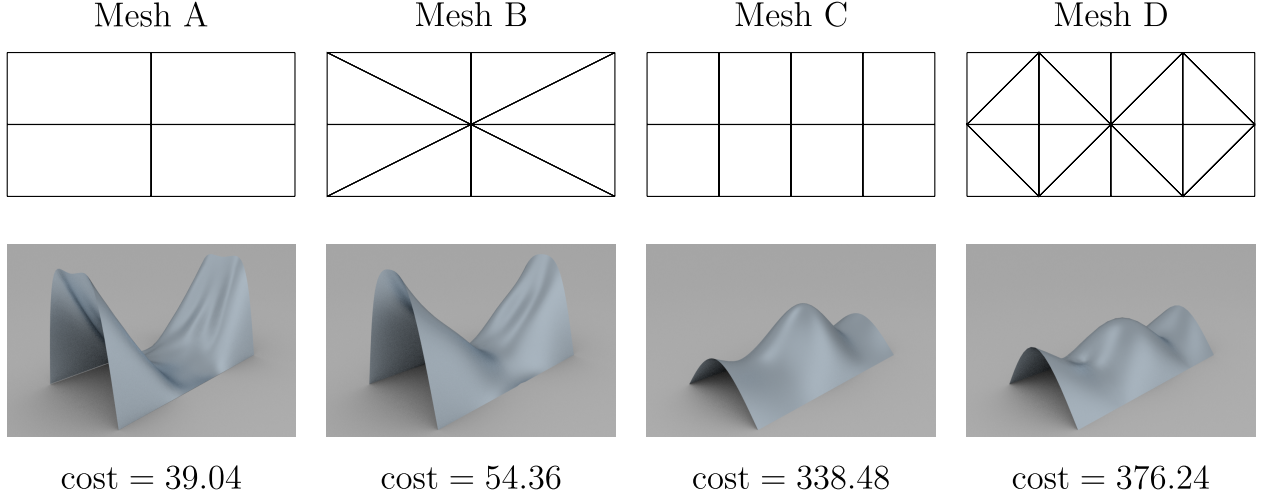 Mesh A Mesh B Mesh C Mesh D
cost = 39.04 cost = 54.36 cost = 338.48 cost = 376.24